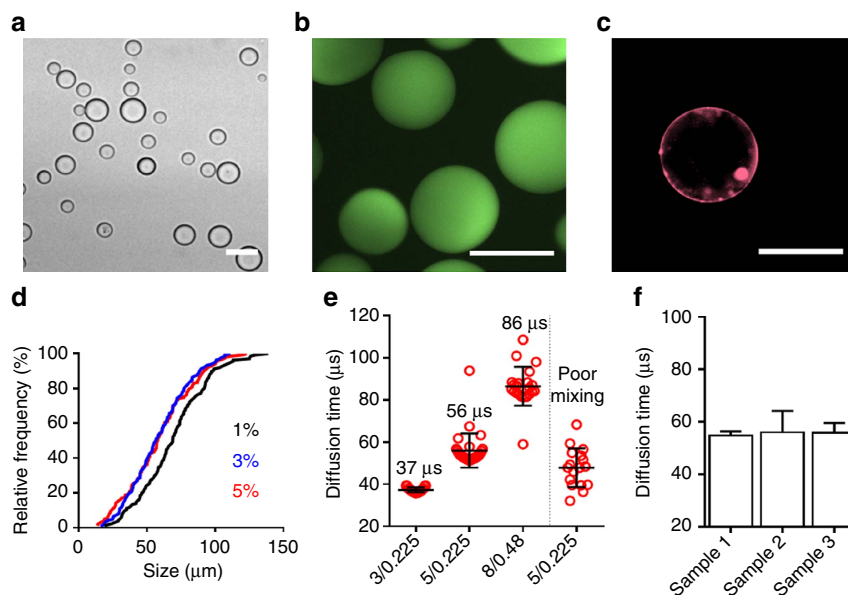 a
b
c
d
Relative frequency (%)
100
80
60
40
20
0
1%
3%
5%
0 50 100 150
Size (μm)
e
Diffusion time (μs)
120
100
80
60
40
20
37 μs
56 μs
86 μs
Poor
mixing
3/0.225
5/0.225
8/0.48
5/0.225
f
Diffusion time (μs)
100
80
60
40
20
Sample 1
Sample 2
Sample 3